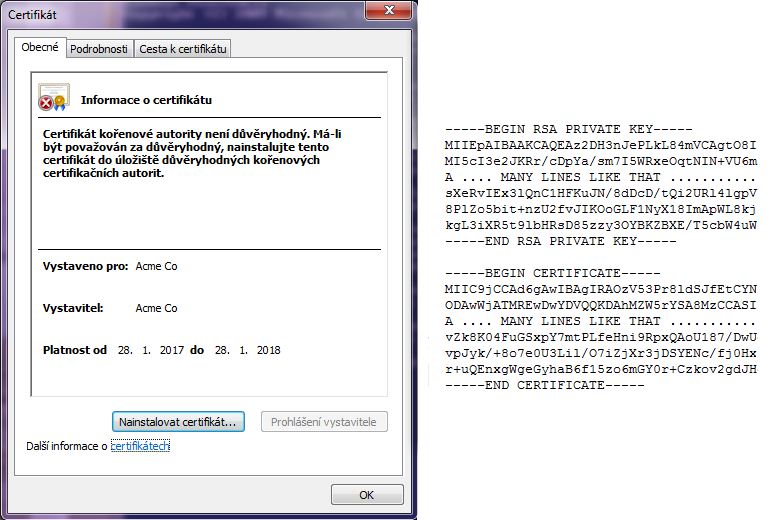 Certifikát
Obecné
Podrobnosti
Cesta k certifikátu
Informace o certifikátu
Certifikát kořenové autority není důvěryhodný. Má-li
být považován za důvěryhodný, nainstalujte tento
certifikát do úložiště důvěryhodných kořenových
certifikačních autorit.
Vystaveno pro: Acme Co
Vystavitel: Acme Co
Platnost od 28. 1. 2017 do 28. 1. 2018
Nainstalovat certifikát...
Prohlášení vystavitele
Další informace o certifikátech
OK
-----BEGIN RSA PRIVATE KEY-----
MIIEpAIBAAKCAQEAz2DH3nJePLkL84mVCAgtO8I
MI5cI3e2JKRr/cDpYa/sm7I5WRxeOqtNIN+VU6m
A .... MANY LINES LIKE THAT ...........
sXeRvIEx3lQnC1HFKuJN/8dDcD/tQi2URl4lgpV
8PlZo5bit+nzU2fvJIKOoGLF1NyX18ImApWL8kj
kgL3iXR5t9lbHRsD85zzy3OYBKZBXE/T5cbW4uW
-----END RSA PRIVATE KEY-----
-----BEGIN CERTIFICATE-----
MIIC9jCCAd6gAwIBAgIRAOzV53Pr8ldSJfEtCYN
ODAwWjATMREwDwYDVQQKDAhMZW5rYSA8MzCCASI
A .... MANY LINES LIKE THAT ...........
vZk8K04FuGSxpY7mtPLfeHni9RpxQAoU187/DwU
vpJyk/+8o7e0U3Lil/O7iZjXr3jDSYENc/fj0Hx
r+uQEnxgWgeGyhaB6f15zo6mGY0r+Czkov2gdJH
-----END CERTIFICATE-----